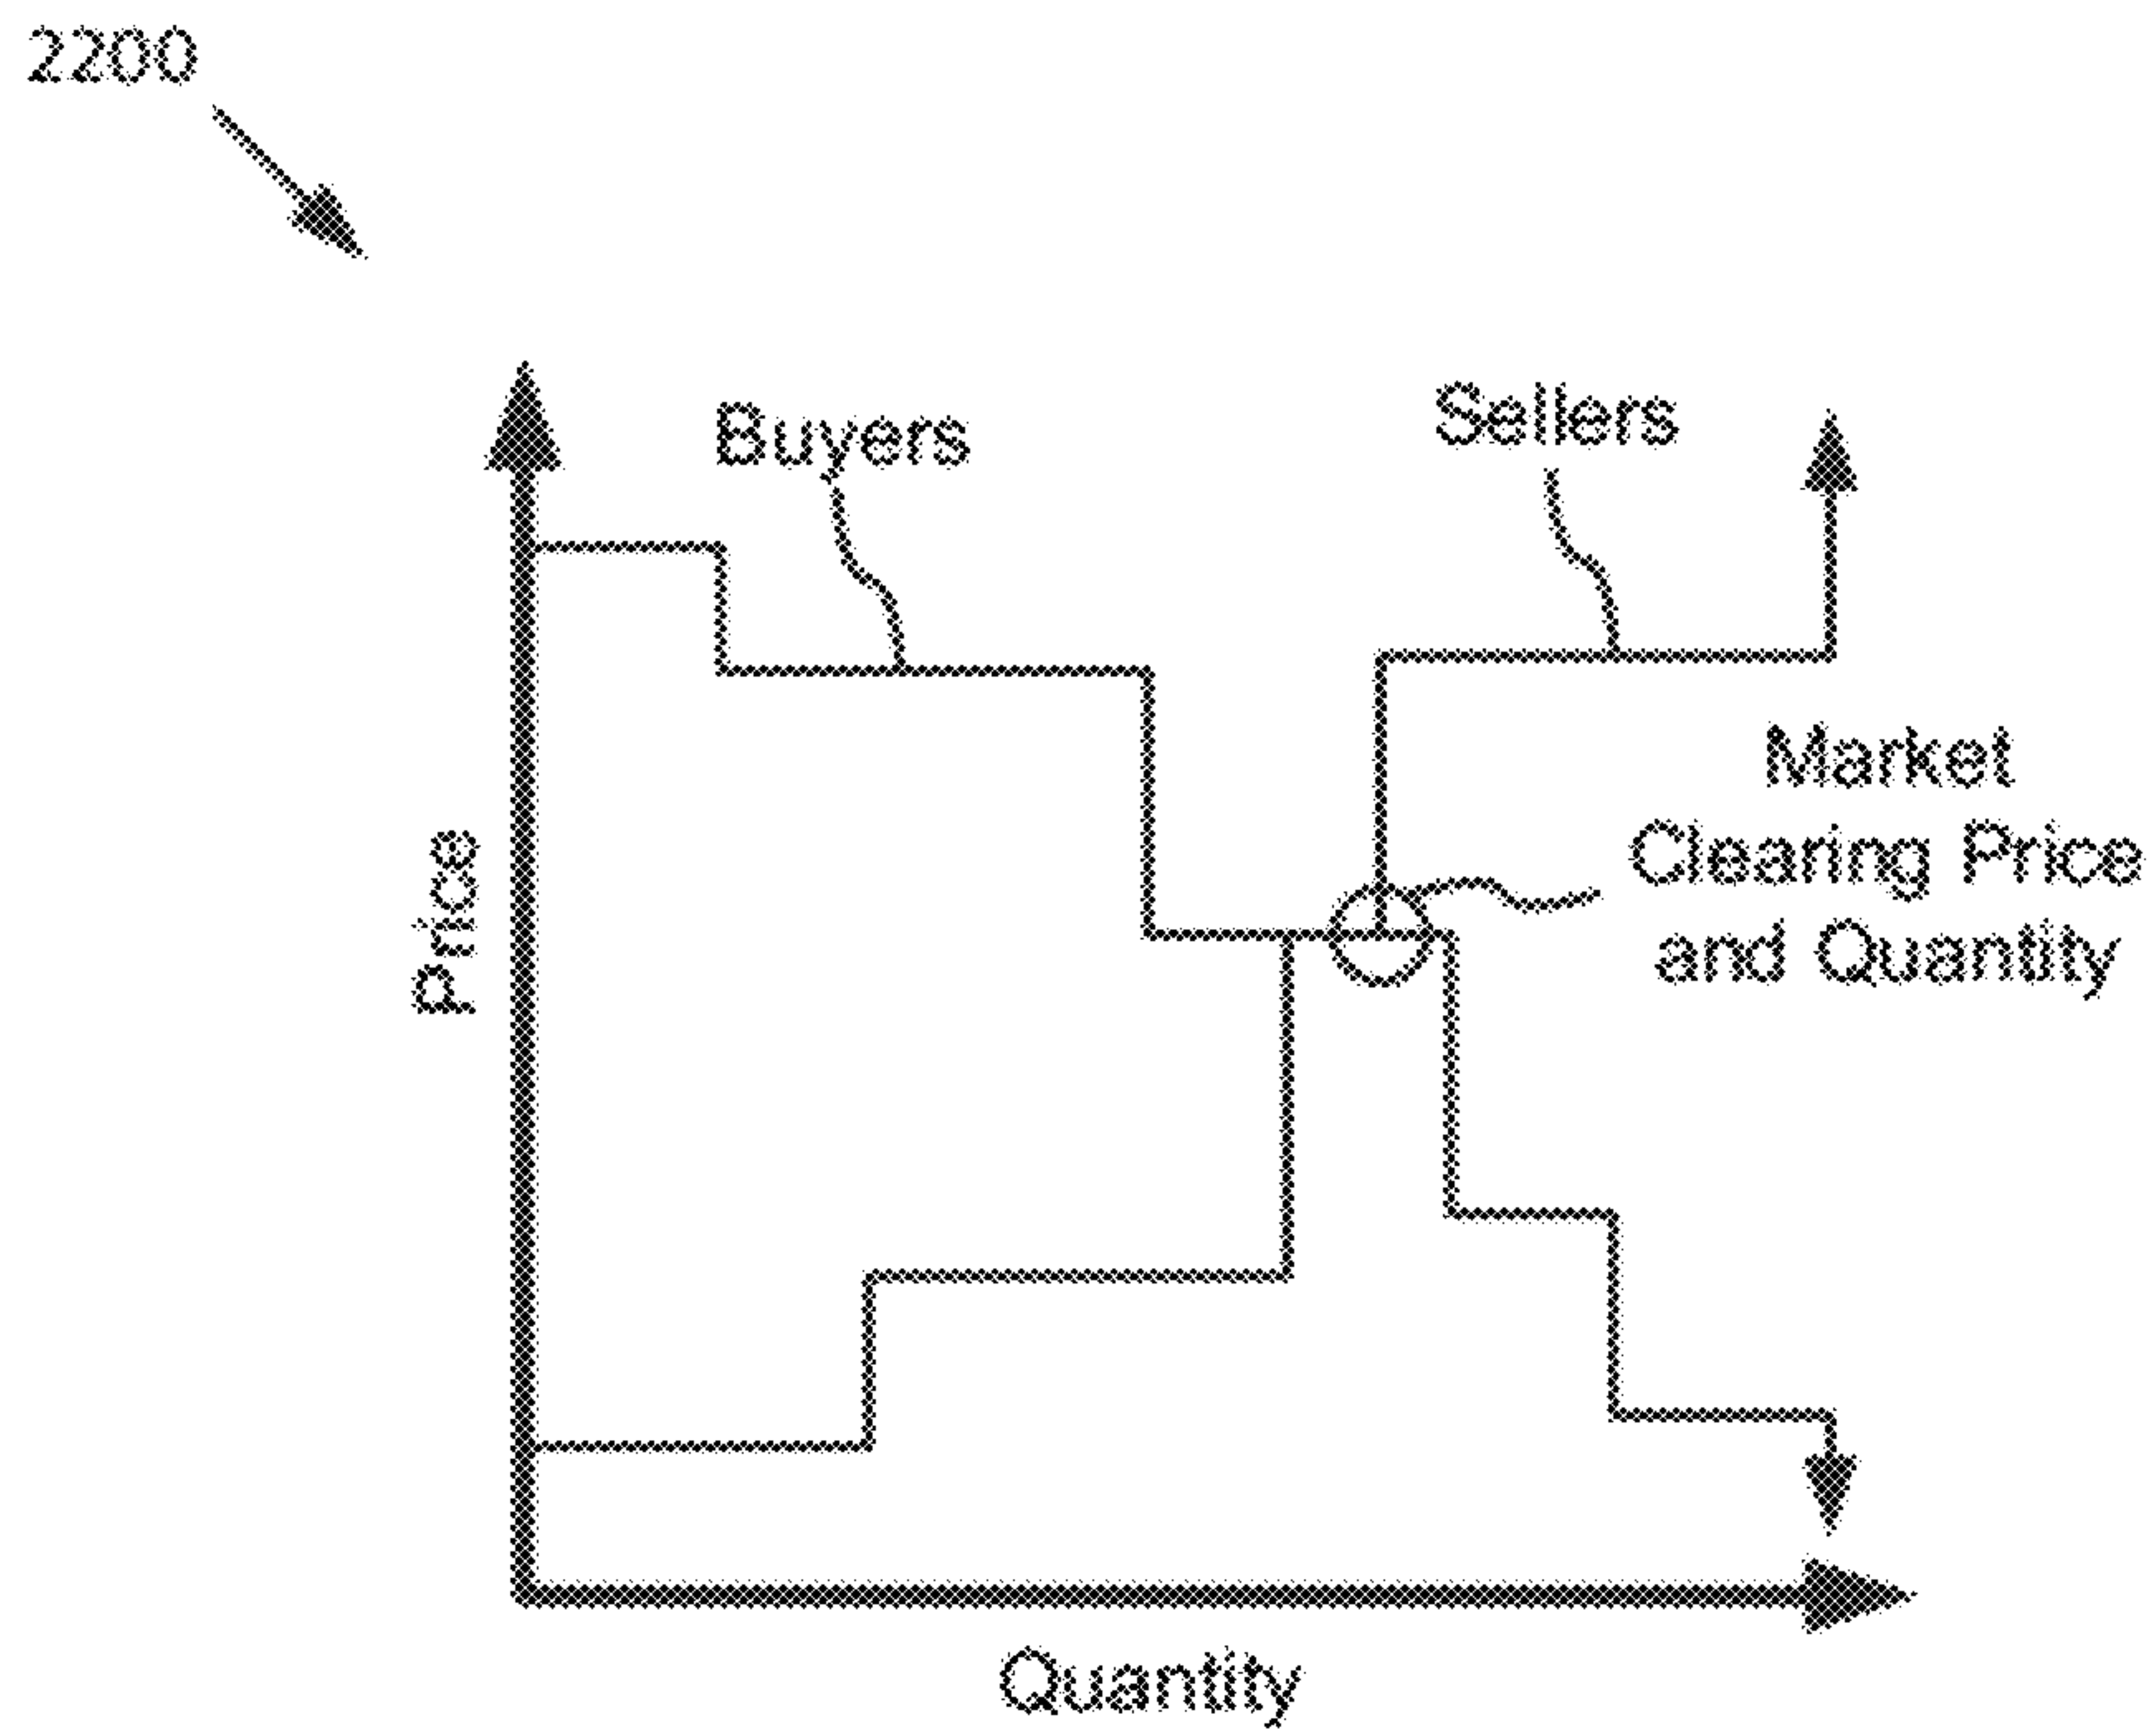 2200
Buyers
Sellers
Market
Clearing Price
and Quantity
Price
Quantity